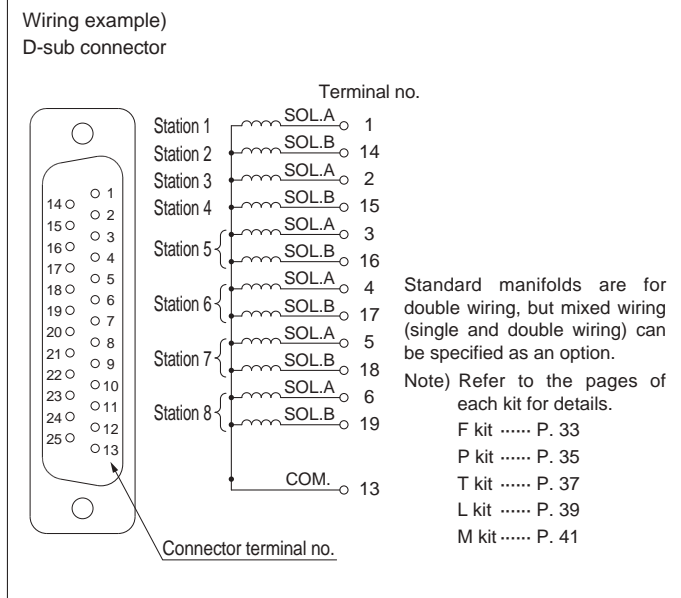 Wiring example)
D-sub connector
Terminal no.
Station 1 SOL.A 1
Station 2 SOL.B 14
Station 3 SOL.A 2
Station 4 SOL.B 15
Station 5 SOL.A 3
SOL.B 16
Station 6 SOL.A 4
SOL.B 17
Station 7 SOL.A 5
SOL.B 18
Station 8 SOL.A 6
SOL.B 19
COM. 13
1
14
2
15
3
16
4
17
5
18
6
19
7
20
8
21
9
22
10
23
11
24
12
25
13
Connector terminal no.
Standard manifolds are for
double wiring, but mixed wiring
(single and double wiring) can
be specified as an option.
Note) Refer to the pages of
each kit for details.
F kit ······ P. 33
P kit ······ P. 35
T kit ······ P. 37
L kit ······ P. 39
M kit ······ P. 41